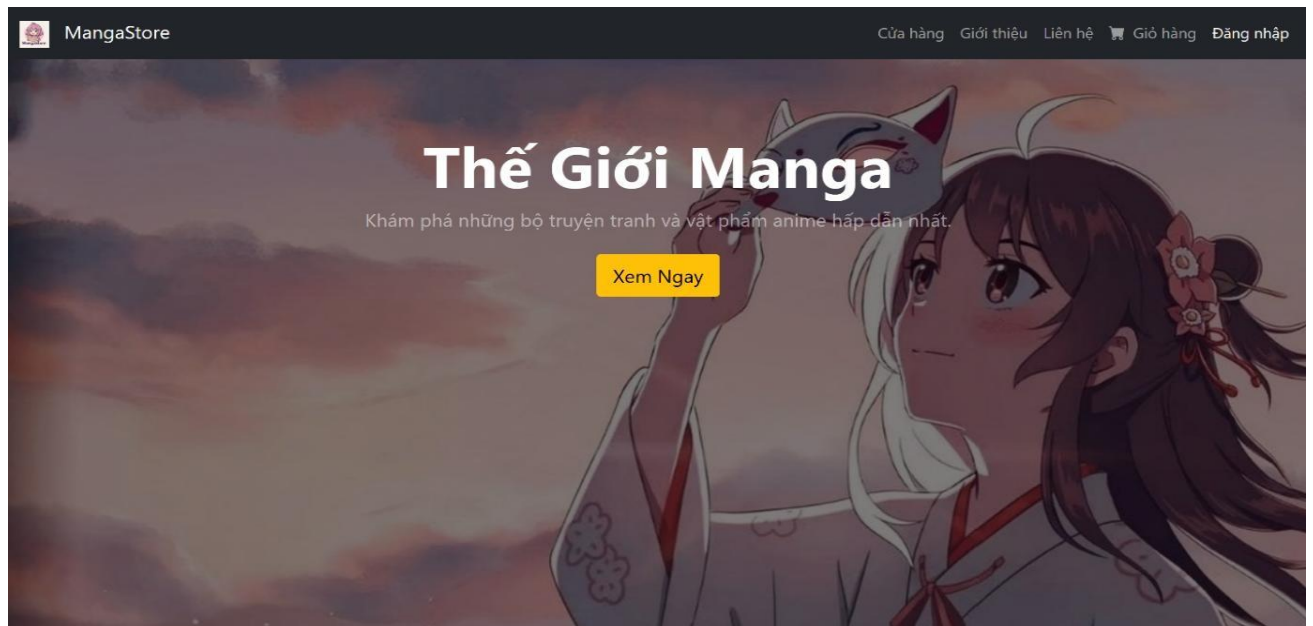 MangaStore
Cửa hàng Giới thiệu Liên hệ Giỏ hàng Đăng nhập
Thế Giới Manga
Khám phá những bộ truyện tranh và vật phẩm anime hấp dẫn nhất.
Xem Ngay